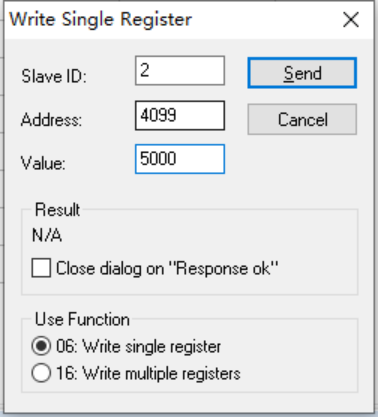 Write Single Register
Slave ID: 2 Send
Address: 4099 Cancel
Value: 5000
Result
N/A
Close dialog on "Response ok"
Use Function
06: Write single register
16: Write multiple registers